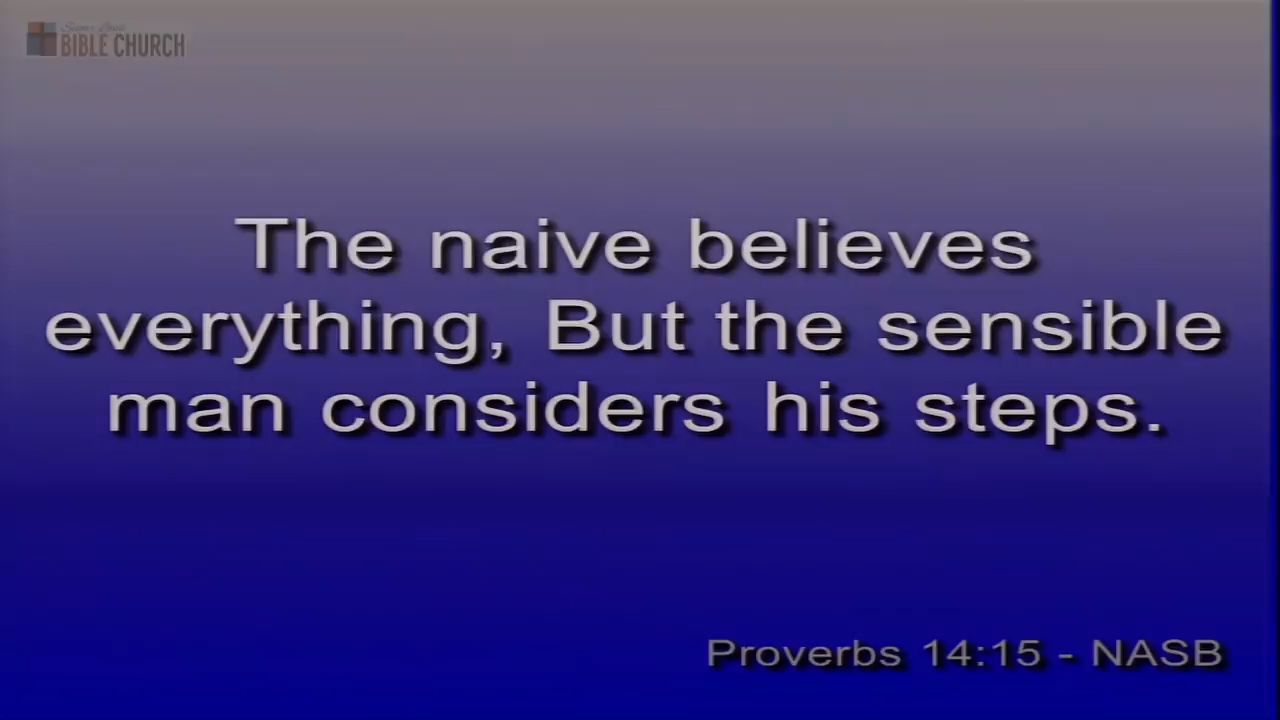 BIBLE CHURCH
The naive believes
everything, But the sensible
man considers his steps.
Proverbs 14:15 - NASB